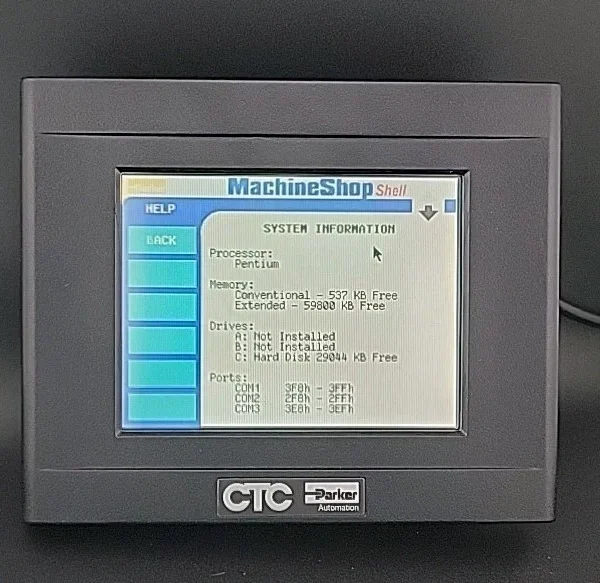 Parker
MachineShop Shell
HELP
BACK
SYSTEM INFORMATION
Processor:
Pentium
Memory:
Conventional - 537 KB Free
Extended - 59800 KB Free
Drives:
A: Not Installed
B: Not Installed
C: Hard Disk 29044 KB Free
Ports:
COM1 3F8h - 3FFh
COM2 2F8h - 2FFh
COM3 3E8h - 3EFh
CTC Parker
Automation